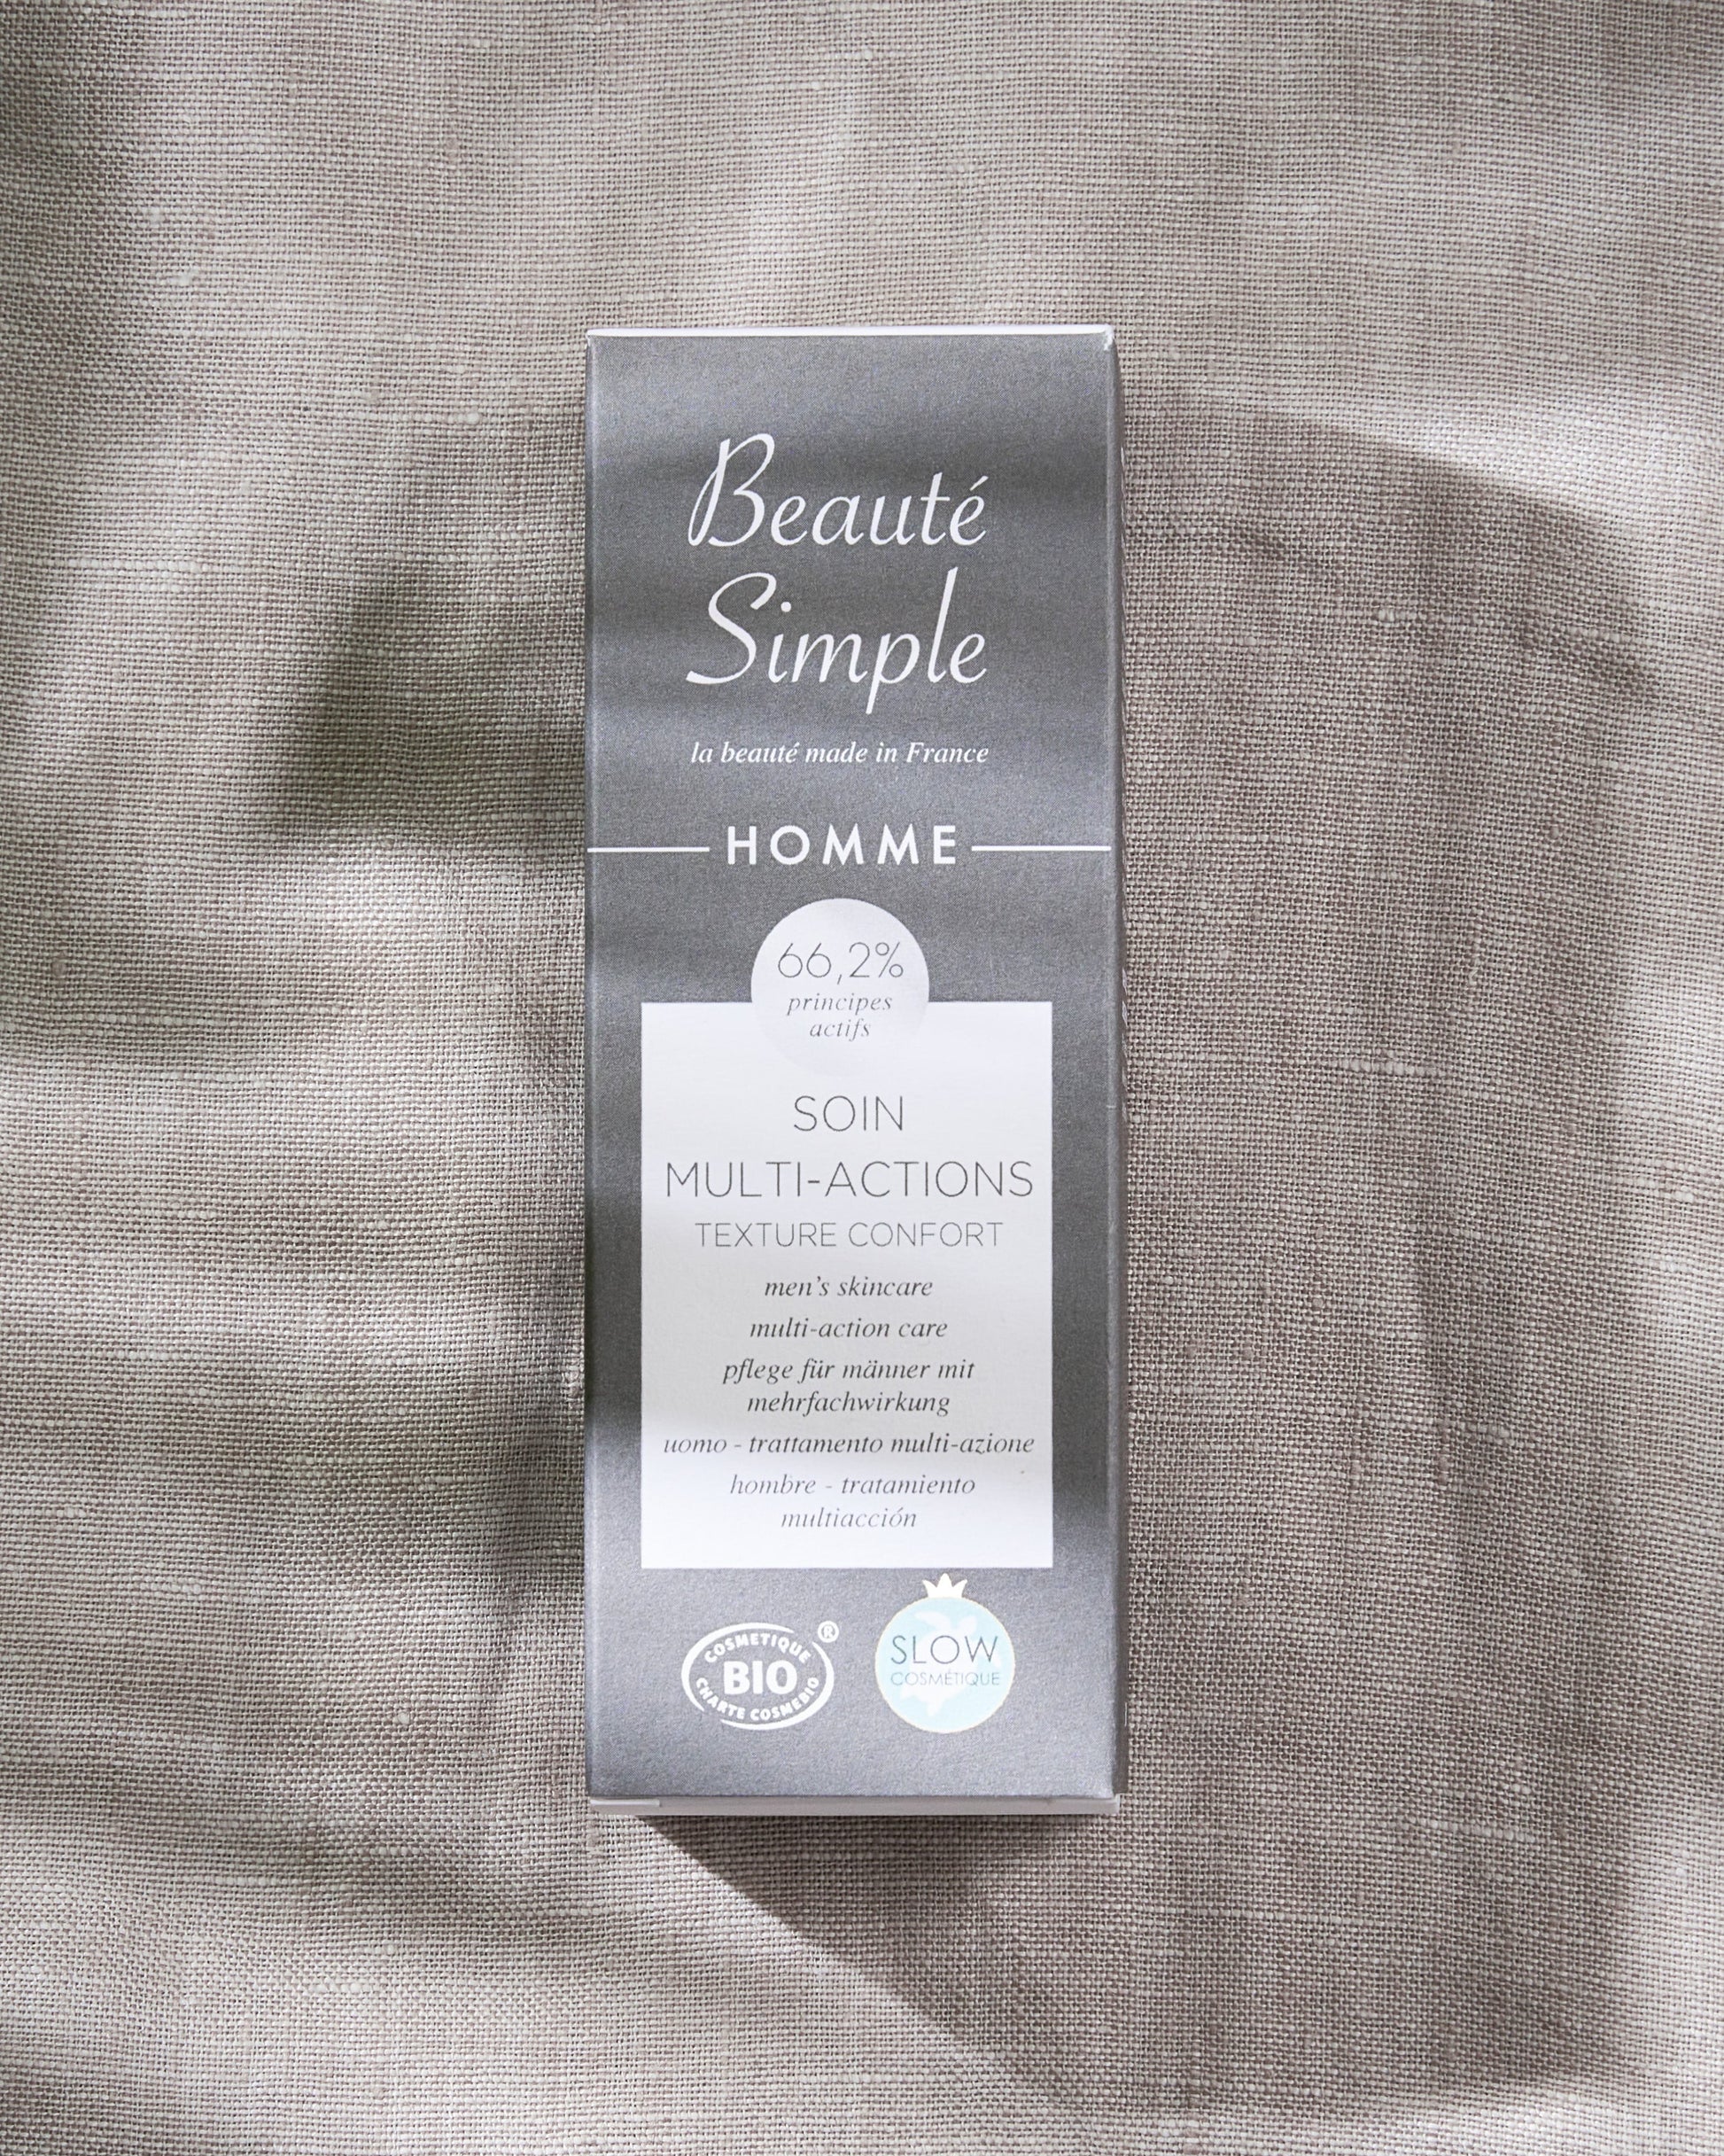 Beauté
Simple
la beauté made in France
HOMME
66,2%
principes
actifs
SOIN
MULTI-ACTIONS
TEXTURE CONFORT
men's skincare
multi-action care
pflege für männer mit
mehrfachwirkung
uomo - trattamento multi-azione
hombre - tratamiento
multiacción
COSMETIQUE ®
BIO
CHARTE COSMEBIO
SLOW
COSMÉTIQUE